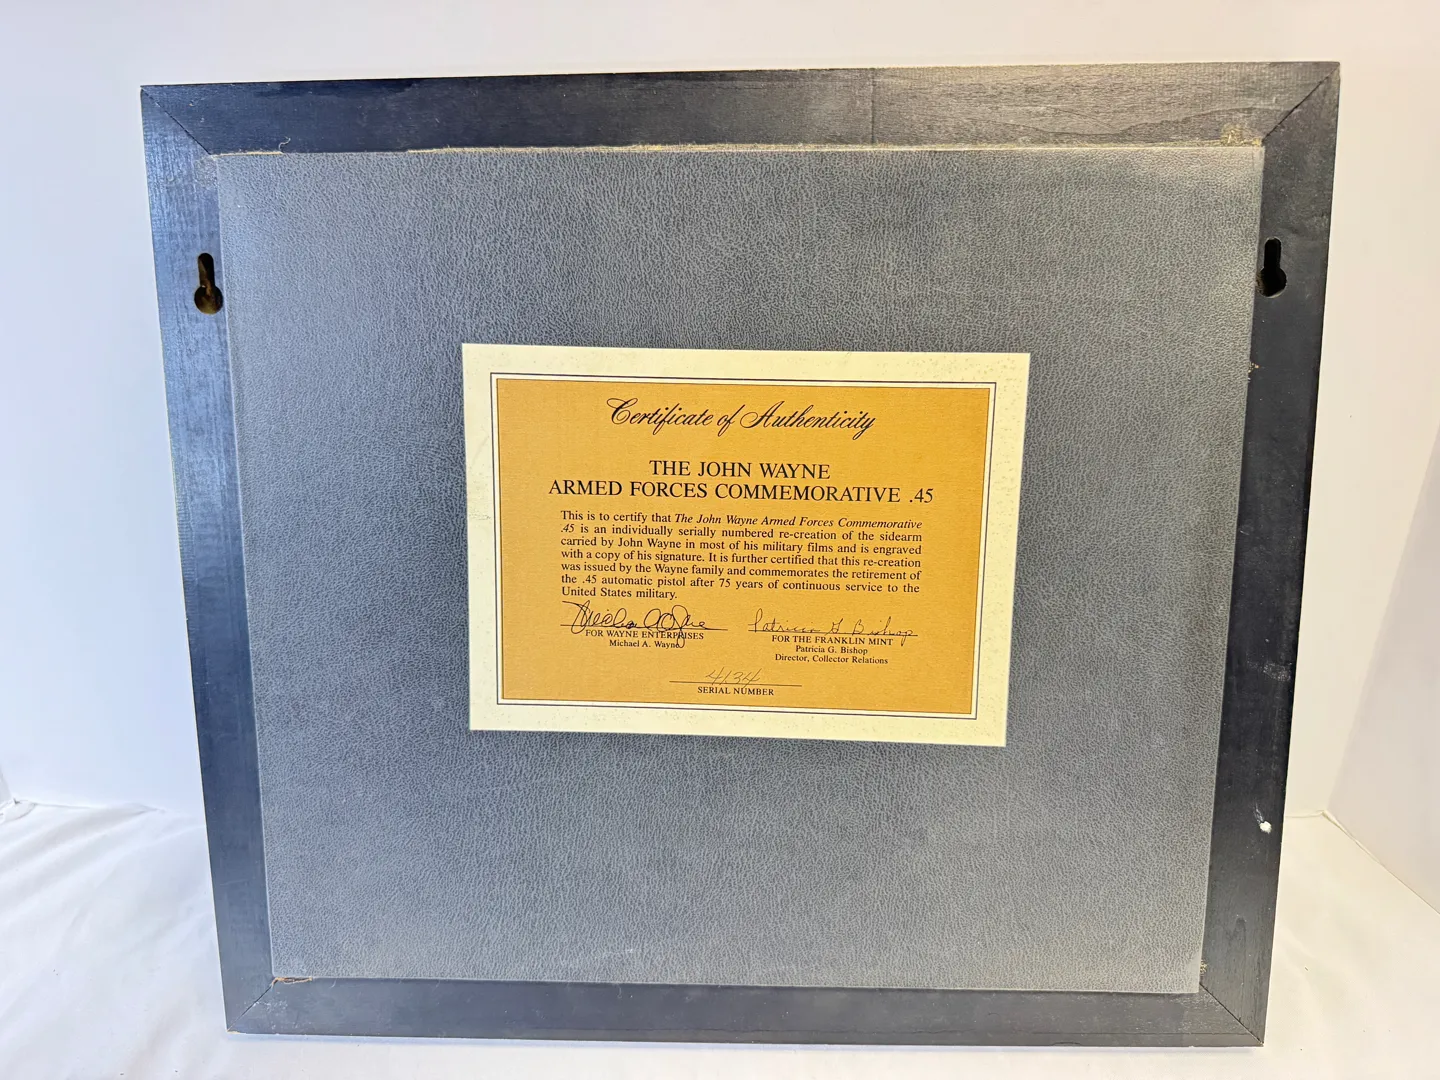 Certificate of Authenticity
THE JOHN WAYNE
ARMED FORCES COMMEMORATIVE .45
This is to certify that The John Wayne Armed Forces Commemorative
.45 is an individually serially numbered re-creation of the sidearm
carried by John Wayne in most of his military films and is engraved
with a copy of his signature. It is further certified that this re-creation
was issued by the Wayne family and commemorates the retirement of
the .45 automatic pistol after 75 years of continuous service to the
United States military.
Michael A. Wayne
FOR WAYNE ENTERPRISES
Michael A. Wayne
Patricia G. Bishop
FOR THE FRANKLIN MINT
Patricia G. Bishop
Director, Collector Relations
4134
SERIAL NUMBER